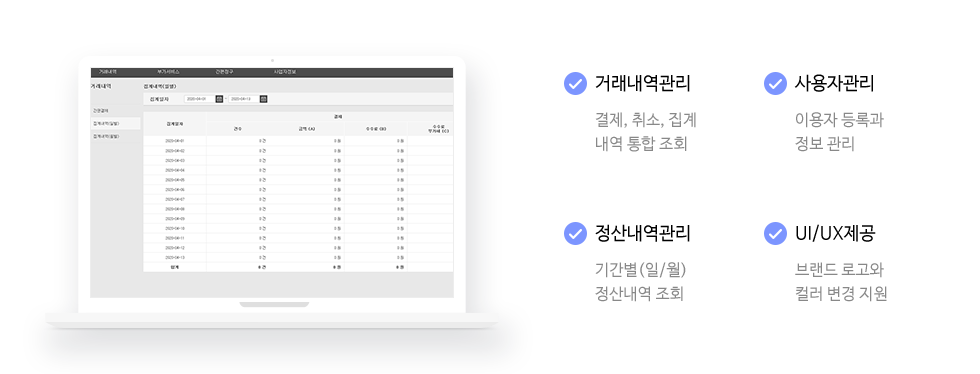 거래내역
부가서비스
간편청구
사업자정보
거래내역
간편결제
집계내역(일별)
집계내역(월별)
집계내역(일별)
집계일자
2020-04-01 ~ 2020-04-13
집계일자
결제
건수
금액 (A)
수수료 (B)
수수료
부가세 (C)
2020-04-01 0 건 0 원 0 원
2020-04-02 0 건 0 원 0 원
2020-04-03 0 건 0 원 0 원
2020-04-04 0 건 0 원 0 원
2020-04-05 0 건 0 원 0 원
2020-04-06 0 건 0 원 0 원
2020-04-07 0 건 0 원 0 원
2020-04-08 0 건 0 원 0 원
2020-04-09 0 건 0 원 0 원
2020-04-10 0 건 0 원 0 원
2020-04-11 0 건 0 원 0 원
2020-04-12 0 건 0 원 0 원
2020-04-13 0 건 0 원 0 원
합계 0 건 0 원 0 원
거래내역관리
결제, 취소, 집계
내역 통합 조회
사용자관리
이용자 등록과
정보 관리
정산내역관리
기간별(일/월)
정산내역 조회
UI/UX제공
브랜드 로고와
컬러 변경 지원